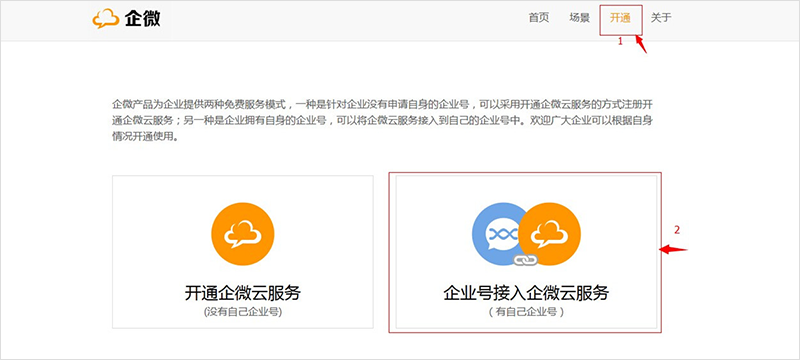 企微
首页 场景 开通 关于
1
企微产品为企业提供两种免费服务模式，一种是针对企业没有申请自身的企业号，可以采用开通企微云服务的方式注册开
通企微云服务；另一种是企业拥有自身的企业号，可以将企微云服务接入到自己的企业号中。欢迎广大企业可以根据自身
情况开通使用。
2
开通企微云服务
(没有自己企业号)
企业号接入企微云服务
（有自己企业号）